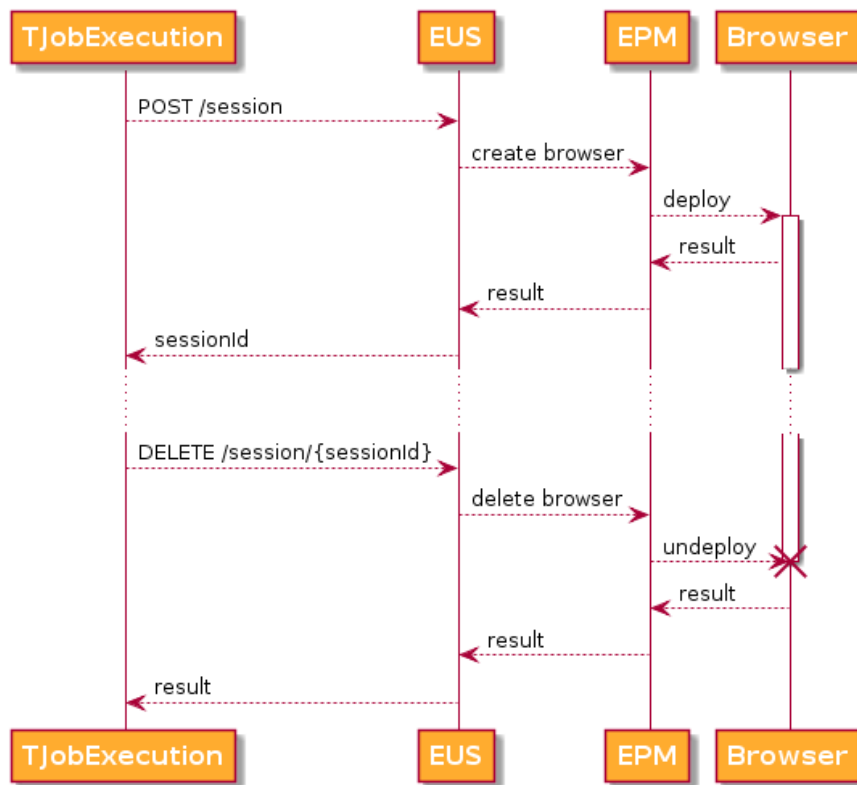 TJobExecution EUS EPM Browser
POST /session
create browser
deploy
result
result
sessionId
DELETE /session/{sessionId}
delete browser
undeploy
result
result
result
TJobExecution EUS EPM Browser